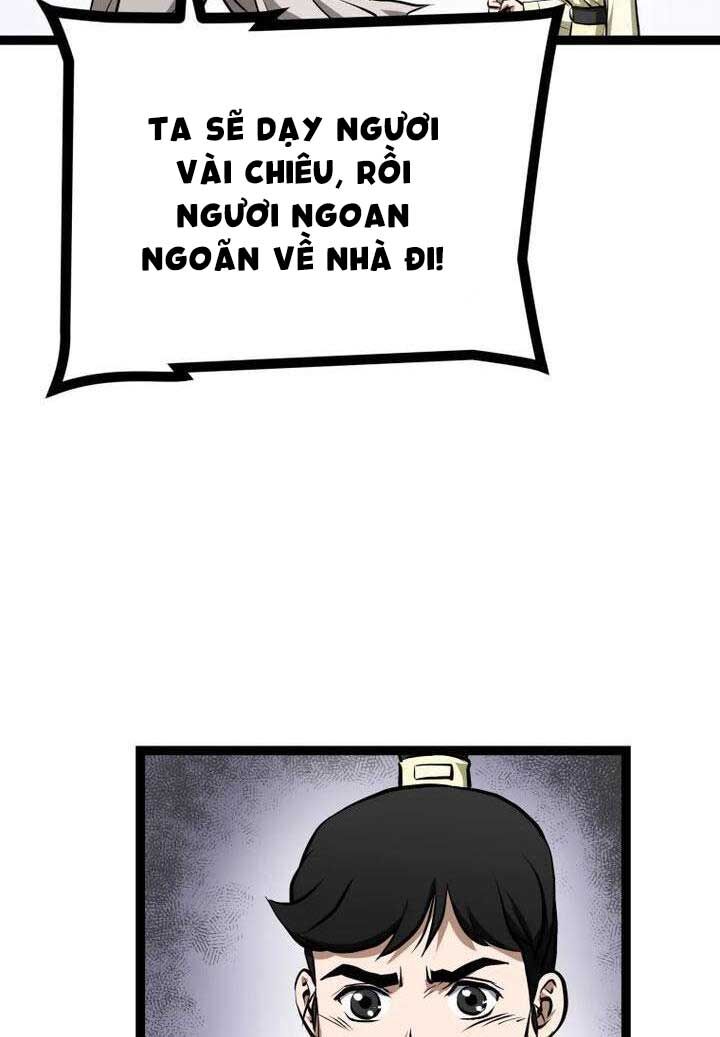 TA SẼ DẠY NGƯƠI
VÀI CHIÊU, RỒI
NGƯƠI NGOAN
NGOÃN VỀ NHÀ ĐI!